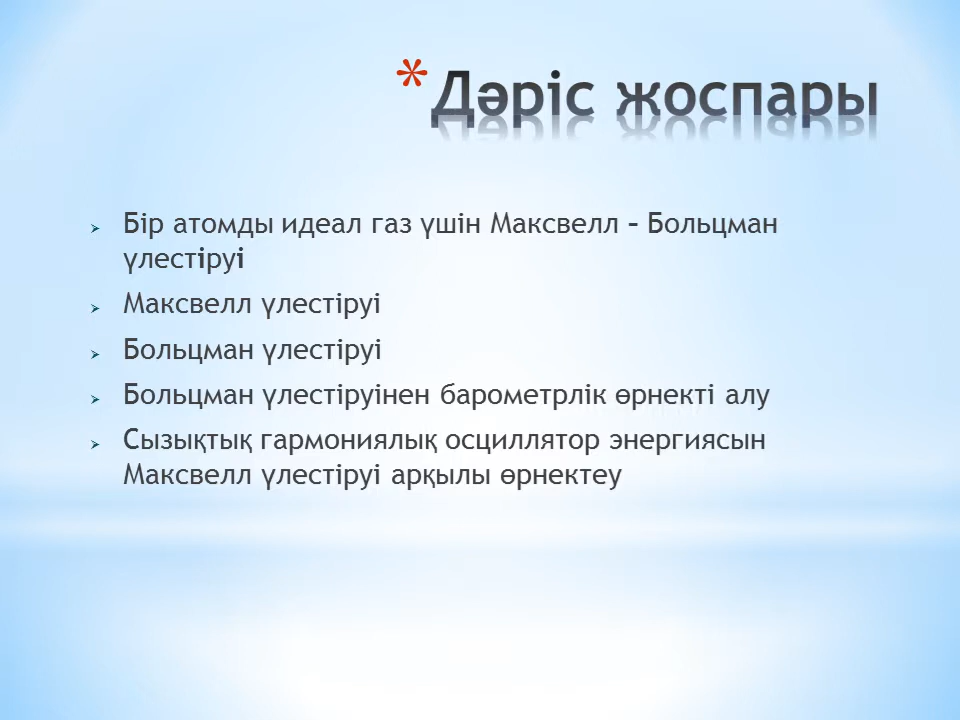 *Дәріс жоспары
➢ Бір атомды идеал газ үшін Максвелл – Больцман
үлестіруі
➢ Максвелл үлестіруі
➢ Больцман үлестіруі
➢ Больцман үлестіруінен барометрлік өрнекті алу
➢ Сызықтық гармониялық осциллятор энергиясын
Максвелл үлестіруі арқылы өрнектеу